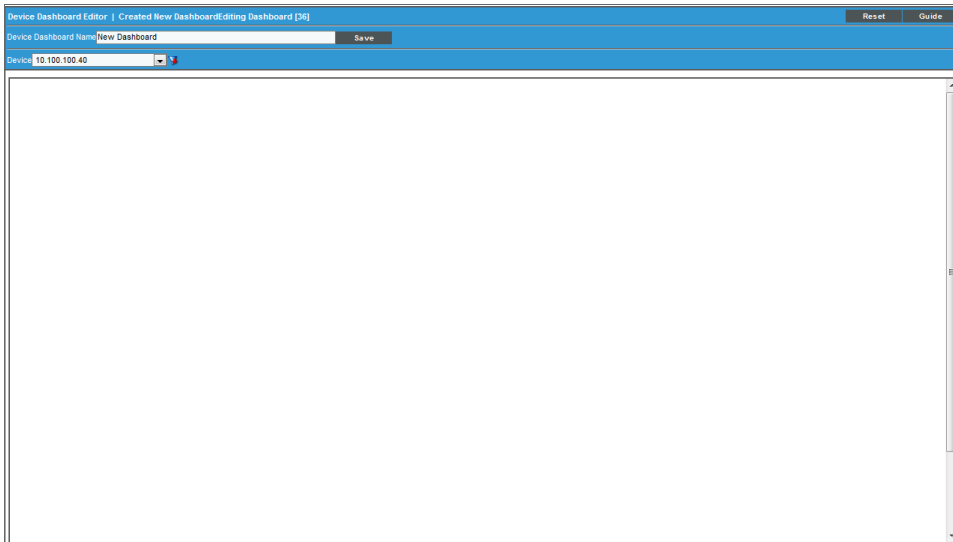 Device Dashboard Editor | Created New DashboardEditing Dashboard [36] Reset Guide
Device Dashboard Name New Dashboard Save
Device 10.100.100.40